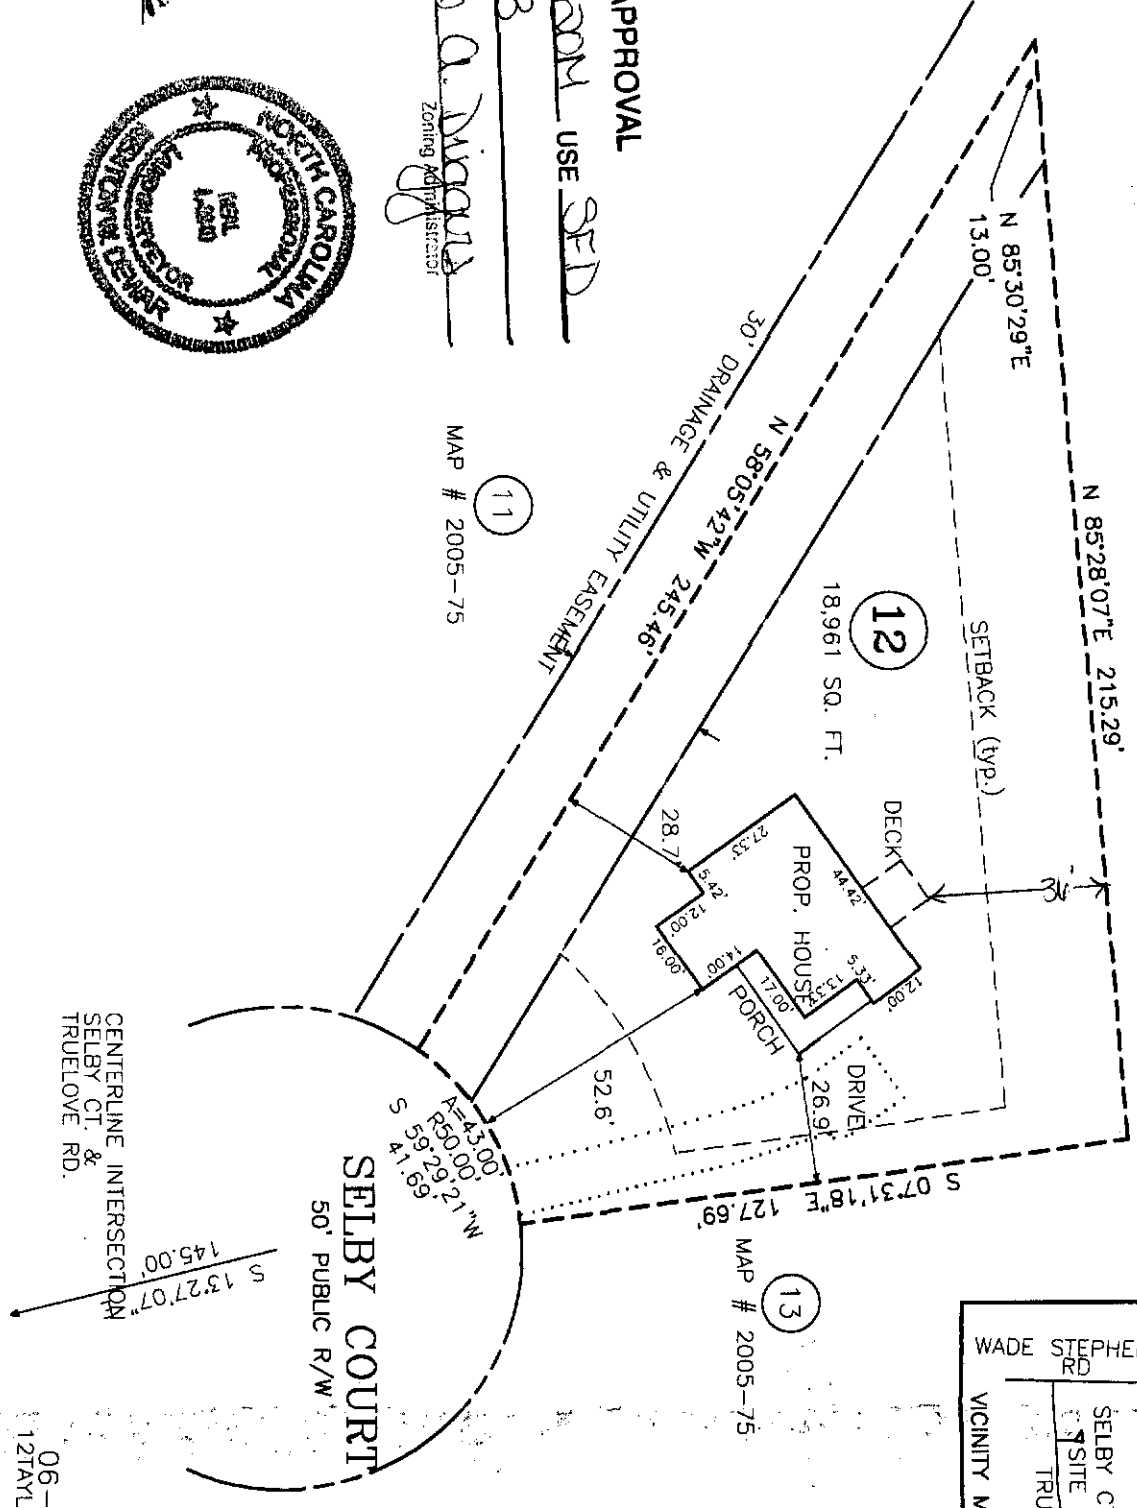 APPROVAL
USE SFD
Zoning Administrator
NORTH CAROLINA
PROFESSIONAL
SEAL
SURVEYOR
DEWAR
N 85°30'29"E
13.00'
N 85°28'07"E 215.29'
SETBACK (typ.)
30' DRAINAGE & UTILITY EASEMENT
N 58°05'42"W 245.46'
11
MAP # 2005-75
12
18,961 SQ. FT.
DECK
34'
PROP. HOUSE
44.42'
27.33'
5.42'
12.00'
16.00'
14.00'
17.00'
13.33'
5.33'
12.00'
PORCH
28.7'
52.6'
26.9'
DRIVE
S 07°31'18"E 127.69'
13
MAP # 2005-75
A=43.00'
R50.00'
S 59°29'21"W
41.69'
SELBY COURT
50' PUBLIC R/W
CENTERLINE INTERSECTION
SELBY CT. &
TRUELOVE RD.
S 13°27'07"
145.00'
WADE STEPHE
RD
SELBY C
SITE
TRU
VICINITY M
06-
12TAYL